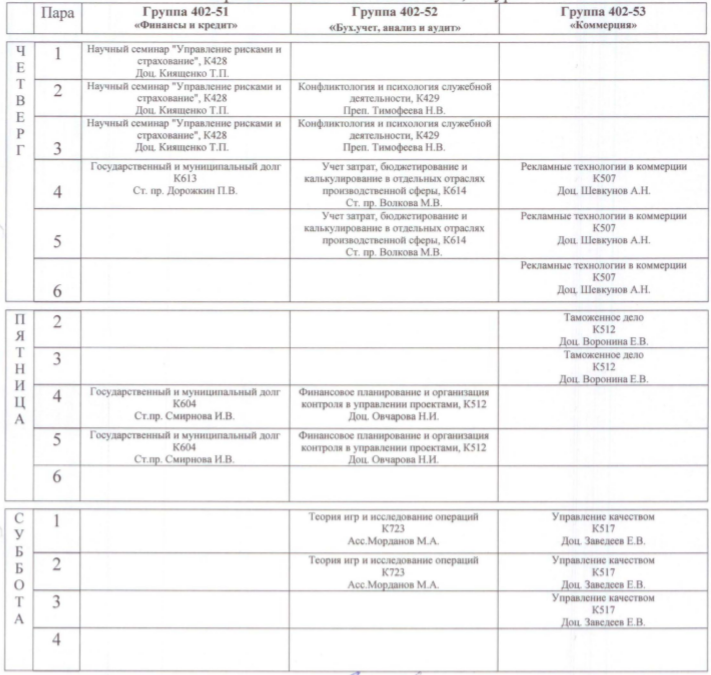 Пара
Группа 402-51
«Финансы и кредит»
Группа 402-52
«Бух.учет, анализ и аудит»
Группа 402-53
«Коммерция»
ЧЕТВЕРГ
1
Научный семинар "Управление рисками и
страхование", К428
Доц. Киященко Т.П.
2
Научный семинар "Управление рисками и
страхование", К428
Доц. Киященко Т.П.
Конфликтология и психология служебной
деятельности, К429
Преп. Тимофеева Н.В.
3
Научный семинар "Управление рисками и
страхование", К428
Доц. Киященко Т.П.
Конфликтология и психология служебной
деятельности, К429
Преп. Тимофеева Н.В.
4
Государственный и муниципальный долг
К613
Ст. пр. Дорожкин П.В.
Учет затрат, бюджетирование и
калькулирование в отдельных отраслях
производственной сферы, К614
Ст. пр. Волкова М.В.
Рекламные технологии в коммерции
К507
Доц. Шевкунов А.Н.
5
Учет затрат, бюджетирование и
калькулирование в отдельных отраслях
производственной сферы, К614
Ст. пр. Волкова М.В.
Рекламные технологии в коммерции
К507
Доц. Шевкунов А.Н.
6
Рекламные технологии в коммерции
К507
Доц. Шевкунов А.Н.
ПЯТНИЦА
2
Таможенное дело
К512
Доц. Воронина Е.В.
3
Таможенное дело
К512
Доц. Воронина Е.В.
4
Государственный и муниципальный долг
К604
Ст.пр. Смирнова И.В.
Финансовое планирование и организация
контроля в управлении проектами, К512
Доц. Овчарова Н.И.
5
Государственный и муниципальный долг
К604
Ст.пр. Смирнова И.В.
Финансовое планирование и организация
контроля в управлении проектами, К512
Доц. Овчарова Н.И.
6
СУББОТА
1
Теория игр и исследование операций
К723
Асс.Морданов М.А.
Управление качеством
К517
Доц. Заведеев Е.В.
2
Теория игр и исследование операций
К723
Асс.Морданов М.А.
Управление качеством
К517
Доц. Заведеев Е.В.
3
Управление качеством
К517
Доц. Заведеев Е.В.
4